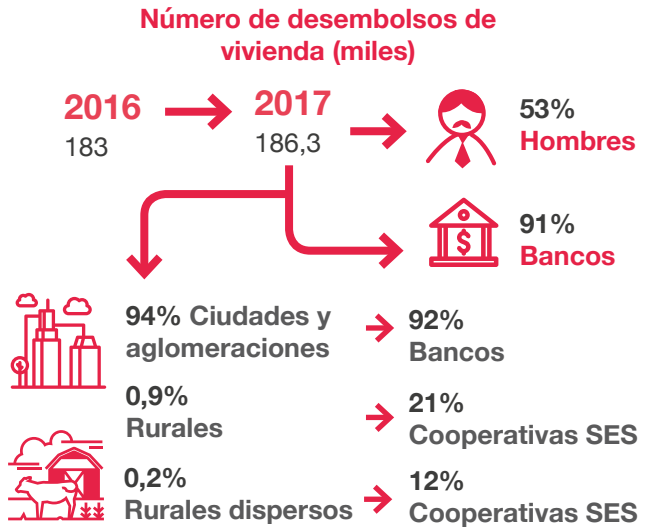 Número de desembolsos de
vivienda (miles)
2016
183
2017
186,3
53%
Hombres
91%
Bancos
$
94% Ciudades y
aglomeraciones
92%
Bancos
0,9%
Rurales
21%
Cooperativas SES
0,2%
Rurales dispersos
12%
Cooperativas SES